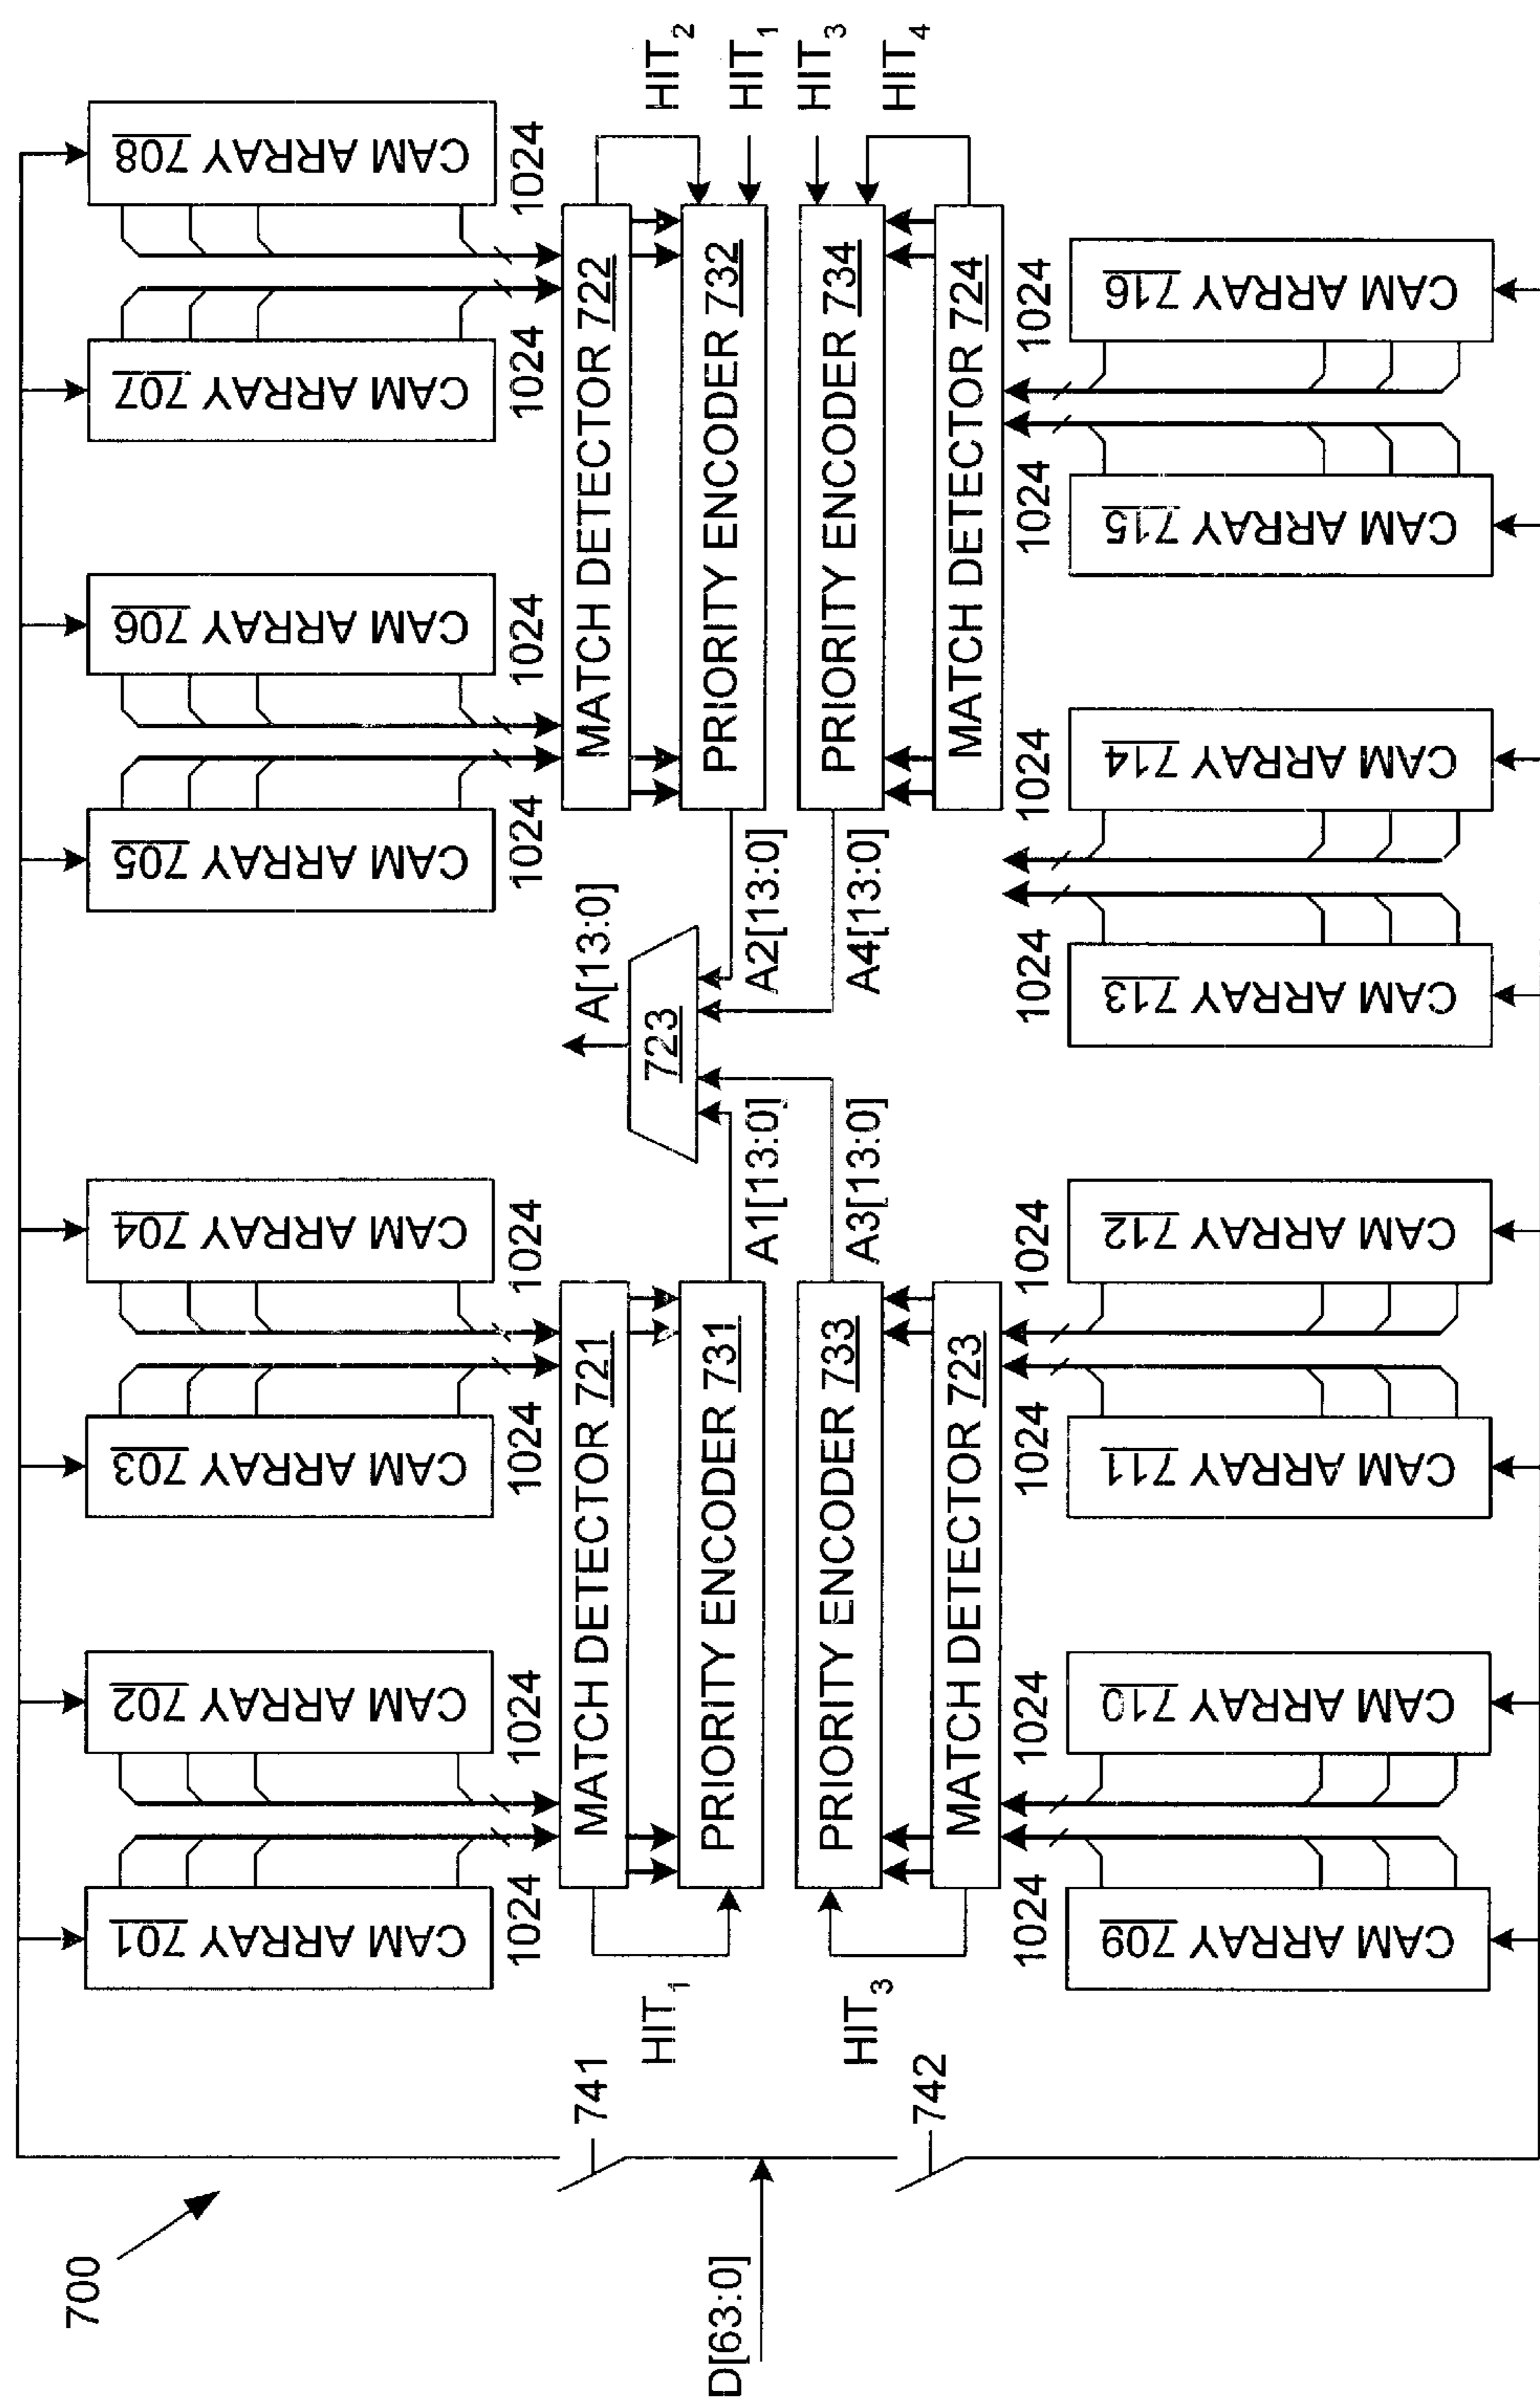 700
D[63:0]
741
742
CAM ARRAY 701
CAM ARRAY 702
CAM ARRAY 703
CAM ARRAY 704
CAM ARRAY 705
CAM ARRAY 706
CAM ARRAY 707
CAM ARRAY 708
1024
1024
1024
1024
1024
1024
1024
1024
MATCH DETECTOR 721
MATCH DETECTOR 722
HIT1
HIT2
PRIORITY ENCODER 731
PRIORITY ENCODER 732
HIT1
A[13:0]
723
A1[13:0]
A2[13:0]
A3[13:0]
A4[13:0]
PRIORITY ENCODER 733
PRIORITY ENCODER 734
HIT3
HIT3
HIT4
MATCH DETECTOR 723
MATCH DETECTOR 724
1024
1024
1024
1024
1024
1024
1024
1024
CAM ARRAY 709
CAM ARRAY 710
CAM ARRAY 711
CAM ARRAY 712
CAM ARRAY 713
CAM ARRAY 714
CAM ARRAY 715
CAM ARRAY 716